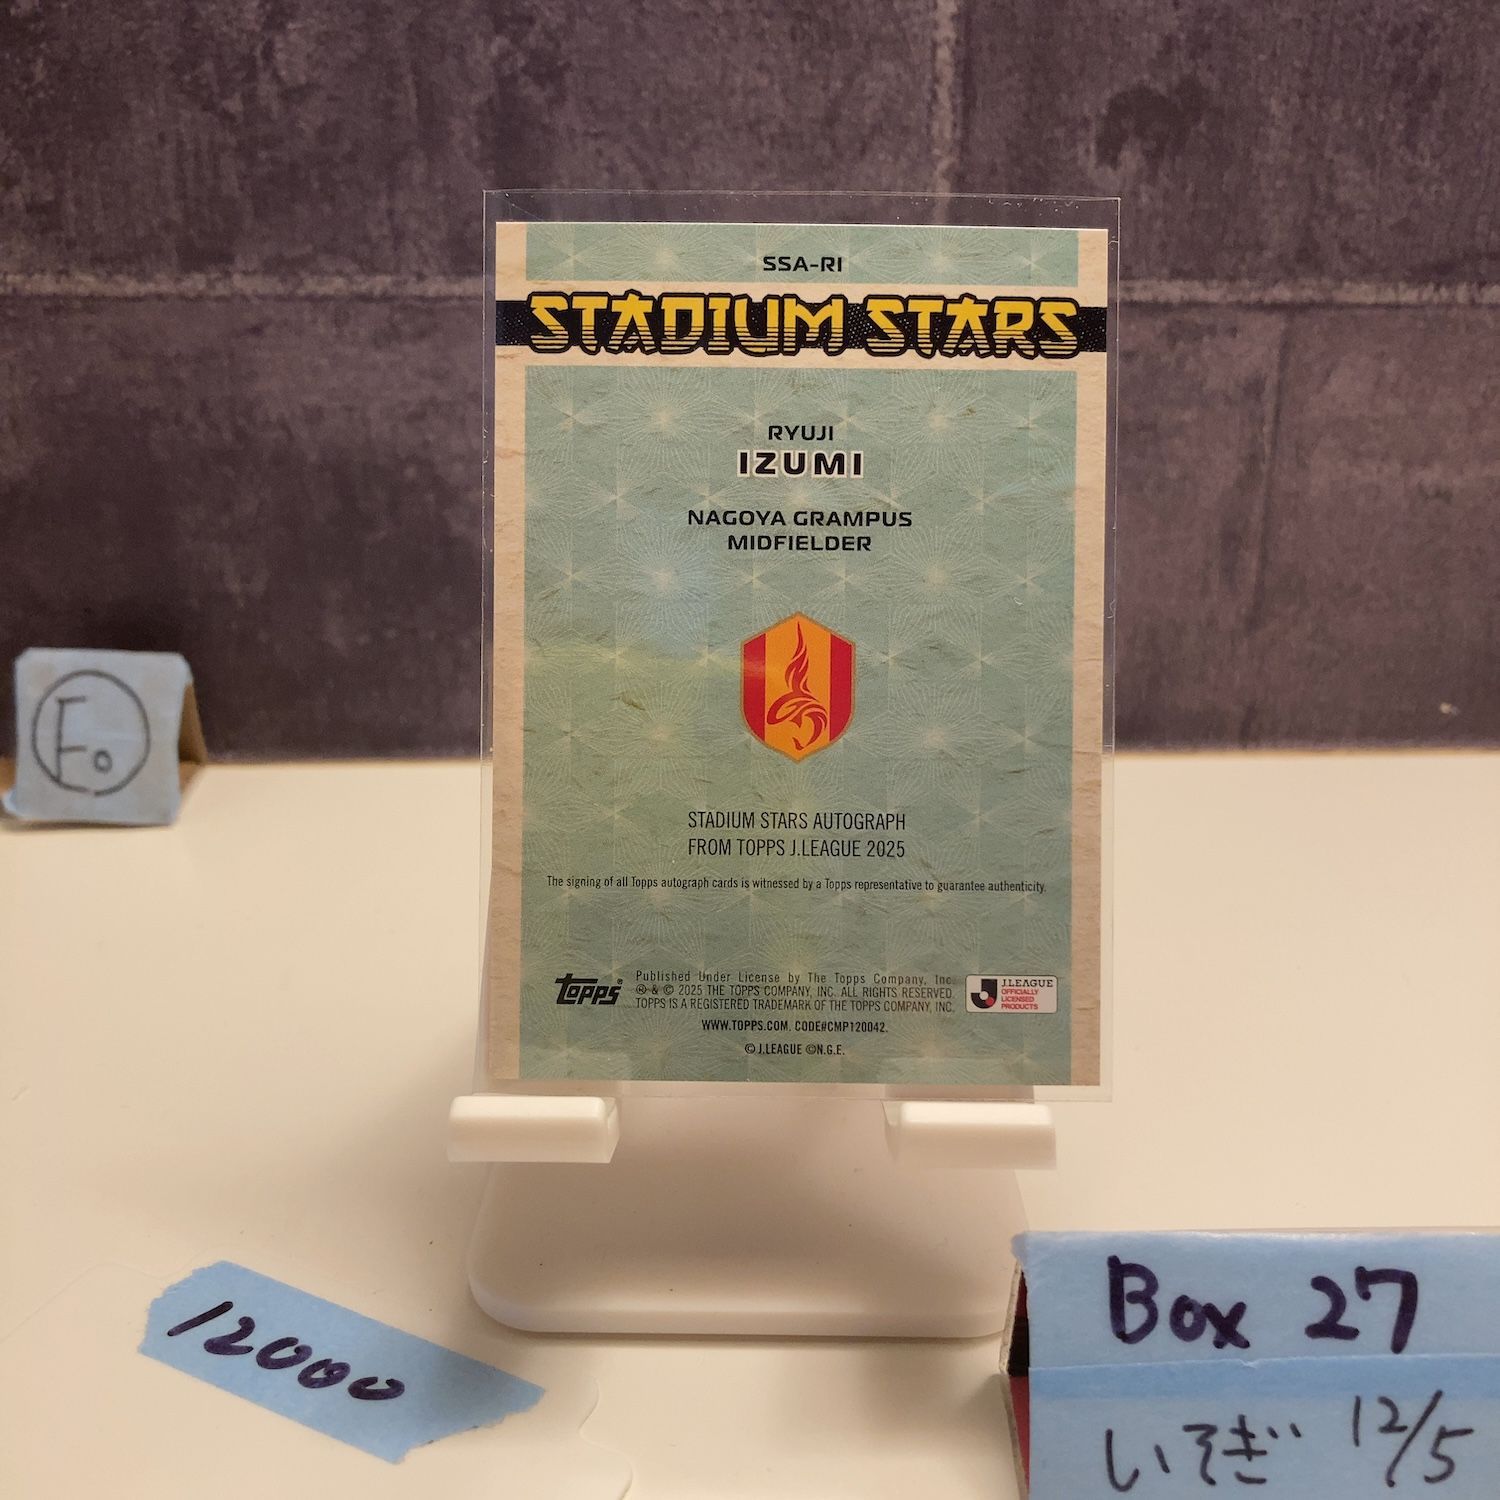 SSA-RI
STADIUM STARS
RYUJI
IZUMI
NAGOYA GRAMPUS
MIDFIELDER
STADIUM STARS AUTOGRAPH
FROM TOPPS J.LEAGUE 2025
The signing of all Topps autograph cards is witnessed by a Topps representative to guarantee authenticity.
topps®
Published Under License by The Topps Company, Inc.
® & © 2025 THE TOPPS COMPANY, INC. ALL RIGHTS RESERVED.
TOPPS IS A REGISTERED TRADEMARK OF THE TOPPS COMPANY, INC.
J.LEAGUE
OFFICIALLY
LICENSED
PRODUCTS
WWW.TOPPS.COM. CODE#CMP120042.
© J.LEAGUE ©N.G.E.
Eo
12000
Box 27
いそぎ 12/5